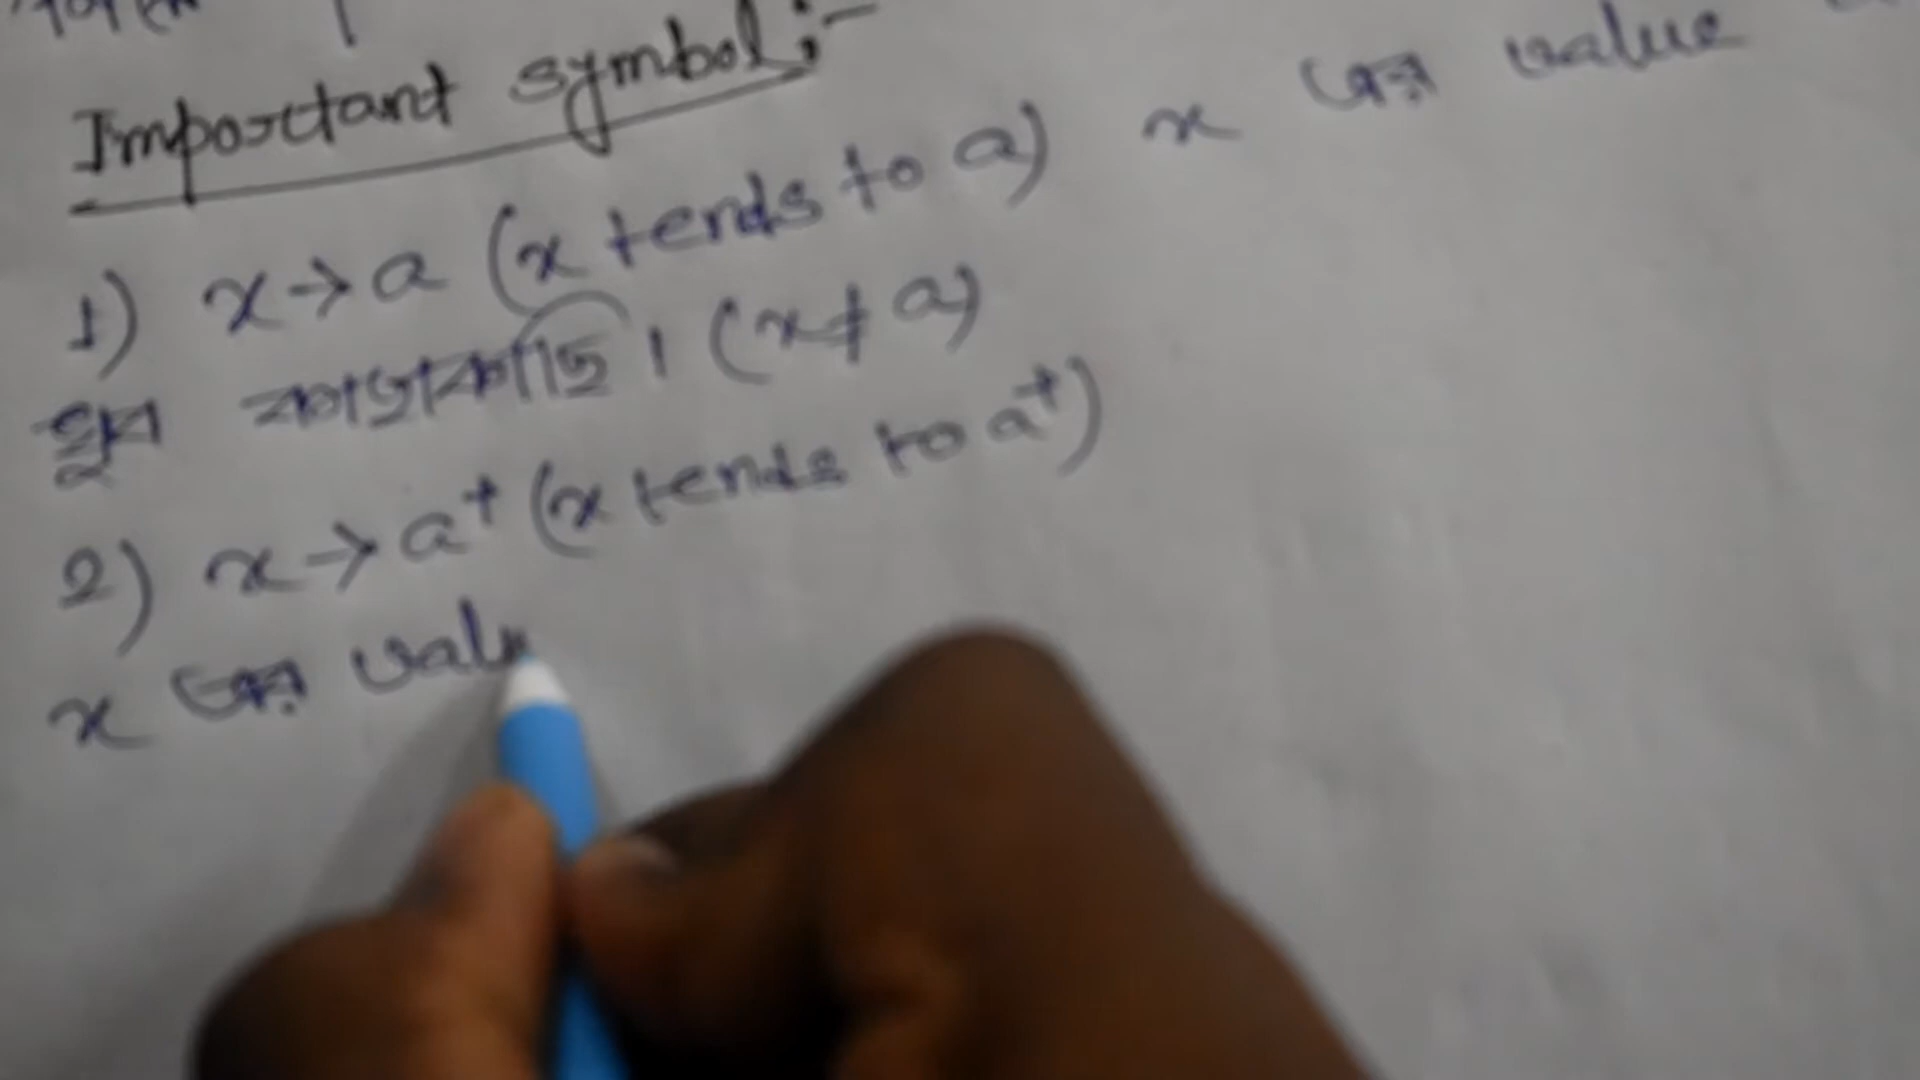 Important symbol:-
1) x→a (x tends to a) x এর value
খুব কাছাকাছি। (x≠a)
2) x→a⁺ (x tends to a⁺)
x এর valu